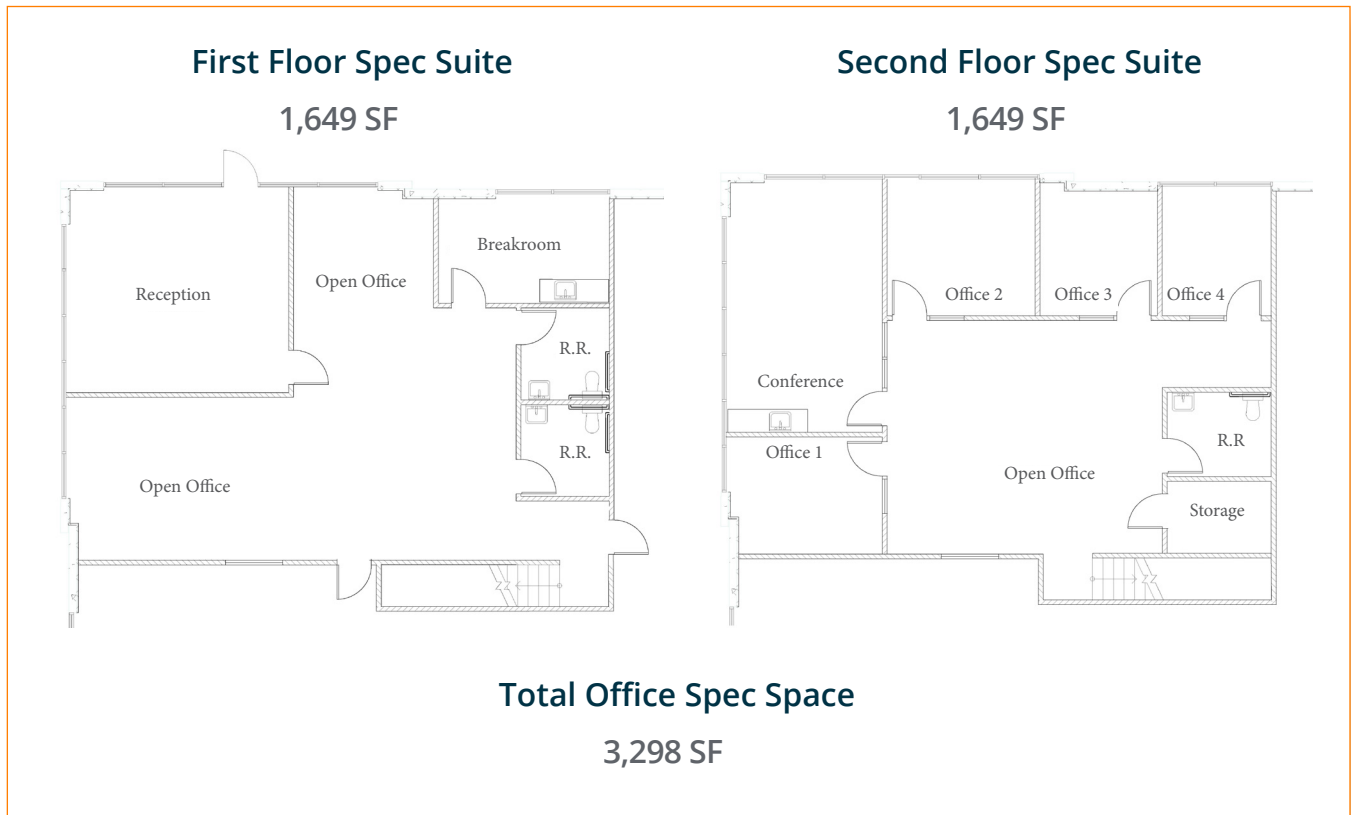 First Floor Spec Suite
1,649 SF
Reception
Open Office
Breakroom
R.R.
R.R.
Open Office
Second Floor Spec Suite
1,649 SF
Office 2
Office 3
Office 4
Conference
Office 1
R.R
Open Office
Storage
Total Office Spec Space
3,298 SF